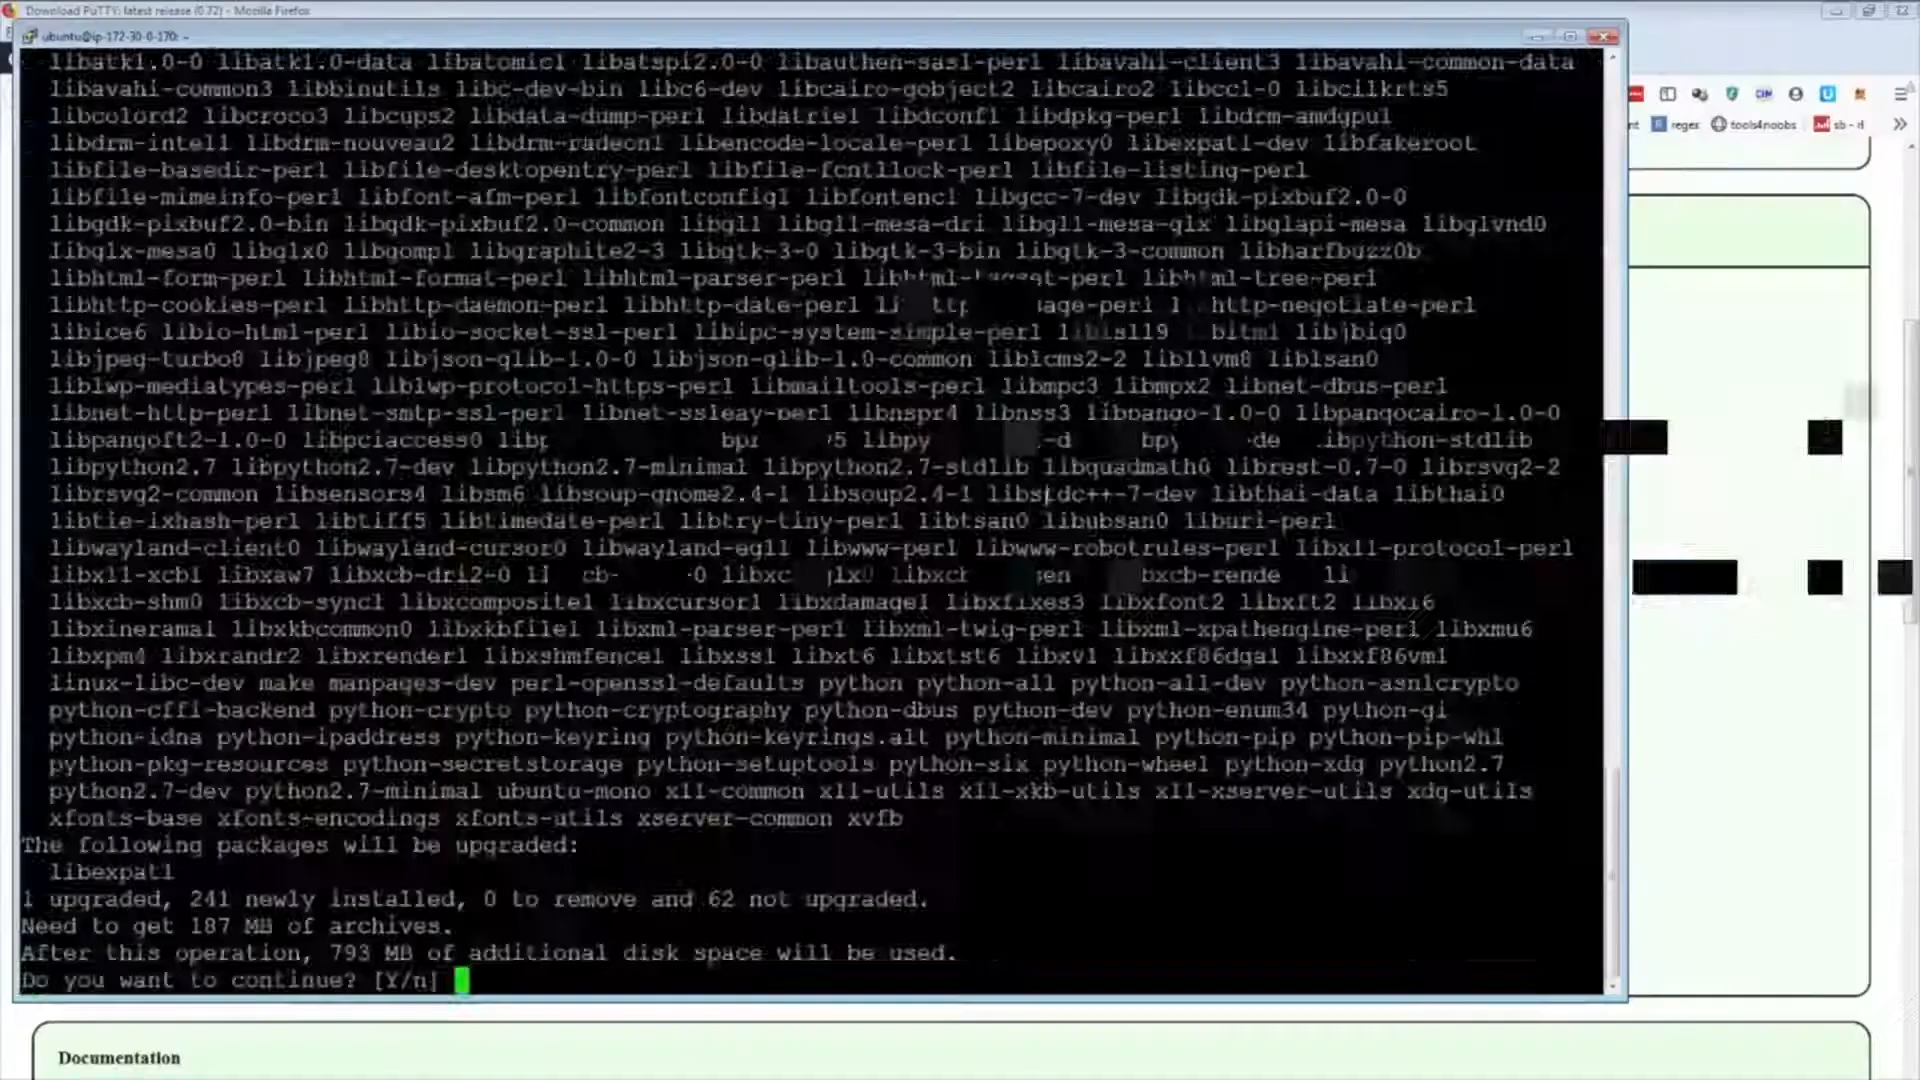 Download PuTTY: latest release (0.72) - Mozilla Firefox
ubuntu@ip-172-30-0-170: ~
libatk1.0-0 libatk1.0-data libatomic1 libatspi2.0-0 libauthen-sasl-perl libavahi-client3 libavahi-common-data
libavahi-common3 libbinutils libc-dev-bin libc6-dev libcairo-gobject2 libcairo2 libcc1-0 libcilkrts5
libcolord2 libcroco3 libcups2 libdata-dump-perl libdatrie1 libdconf1 libdpkg-perl libdrm-amdgpu1
libdrm-intel1 libdrm-nouveau2 libdrm-radeon1 libencode-locale-perl libepoxy0 libexpat1-dev libfakeroot
libfile-basedir-perl libfile-desktopentry-perl libfile-fcntllock-perl libfile-listing-perl
libfile-mimeinfo-perl libfont-afm-perl libfontconfig1 libfontenc1 libgcc-7-dev libgdk-pixbuf2.0-0
libgdk-pixbuf2.0-bin libgdk-pixbuf2.0-common libgl1 libgl1-mesa-dri libgl1-mesa-glx libglapi-mesa libglvnd0
libglx-mesa0 libglx0 libgomp1 libgraphite2-3 libgtk-3-0 libgtk-3-bin libgtk-3-common libharfbuzz0b
libhtml-form-perl libhtml-format-perl libhtml-parser-perl libhtml-tagset-perl libhtml-tree-perl
libhttp-cookies-perl libhttp-daemon-perl libhttp-date-perl http-negotiate-perl
libice6 libio-html-perl libio-socket-ssl-perl libipc-system-simple-perl libisl19 libjbig0
libjpeg-turbo8 libjpeg8 libjson-glib-1.0-0 libjson-glib-1.0-common liblcms2-2 libllvm8 liblsan0
liblwp-mediatypes-perl liblwp-protocol-https-perl libmailtools-perl libmpc3 libmpx2 libnet-dbus-perl
libnet-http-perl libnet-smtp-ssl-perl libnet-ssleay-perl libnspr4 libnss3 libpango-1.0-0 libpangocairo-1.0-0
libpangoft2-1.0-0 libpciaccess0 libpython-stdlib
libpython2.7 libpython2.7-dev libpython2.7-minimal libpython2.7-stdlib libquadmath0 librest-0.7-0 librsvg2-2
librsvg2-common libsensors4 libsm6 libsoup-gnome2.4-1 libsoup2.4-1 libstdc++-7-dev libthai-data libthai0
libtie-ixhash-perl libtiff5 libtimedate-perl libtry-tiny-perl libtsan0 libubsan0 liburi-perl
libwayland-client0 libwayland-cursor0 libwayland-egl1 libwww-perl libwww-robotrules-perl libx11-protocol-perl
libx11-xcb1 libxaw7 libxcb-dri2-0
libxcb-shm0 libxcb-sync1 libxcomposite1 libxcursor1 libxdamage1 libxfixes3 libxfont2 libxft2 libxi6
libxinerama1 libxkbcommon0 libxkbfile1 libxml-parser-perl libxml-twig-perl libxml-xpathengine-perl libxmu6
libxpm4 libxrandr2 libxrender1 libxshmfence1 libxss1 libxt6 libxtst6 libxv1 libxxf86dga1 libxxf86vm1
linux-libc-dev make manpages-dev perl-openssl-defaults python python-all python-all-dev python-asn1crypto
python-cffi-backend python-crypto python-cryptography python-dbus python-dev python-enum34 python-gi
python-idna python-ipaddress python-keyring python-keyrings.alt python-minimal python-pip python-pip-whl
python-pkg-resources python-secretstorage python-setuptools python-six python-wheel python-xdg python2.7
python2.7-dev python2.7-minimal ubuntu-mono x11-common x11-utils x11-xkb-utils x11-xserver-utils xdg-utils
xfonts-base xfonts-encodings xfonts-utils xserver-common xvfb
The following packages will be upgraded:
libexpat1
1 upgraded, 241 newly installed, 0 to remove and 62 not upgraded.
Need to get 187 MB of archives.
After this operation, 793 MB of additional disk space will be used.
Do you want to continue? [Y/n]
regex tools4noobs sb - d
Documentation